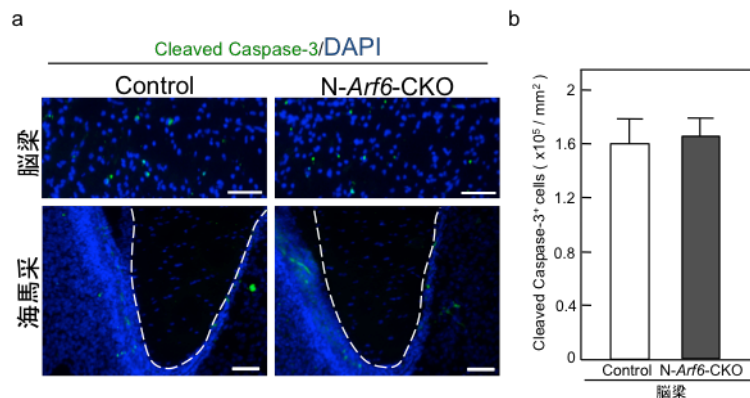 a
Cleaved Caspase-3/DAPI
Control
N-Arf6-CKO
脳梁
海馬采
b
Cleaved Caspase-3⁺ cells ( x10⁵ / mm²)
2
1.6
1.2
0.8
0.4
0
Control
N-Arf6-CKO
脳梁